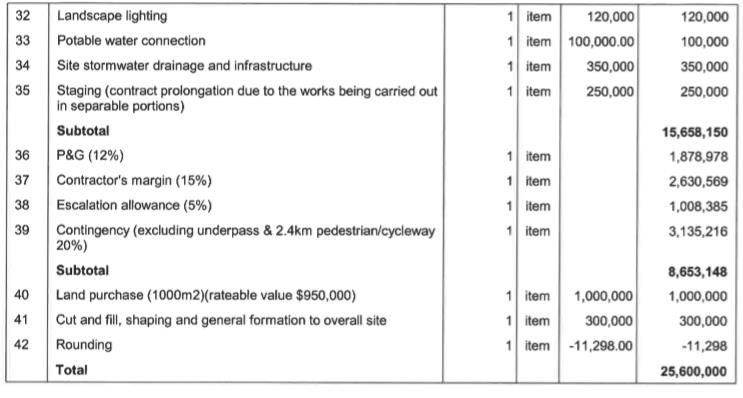 32 Landscape lighting 1 item 120,000 120,000
33 Potable water connection 1 item 100,000.00 100,000
34 Site stormwater drainage and infrastructure 1 item 350,000 350,000
35 Staging (contract prolongation due to the works being carried out 1 item 250,000 250,000
in separable portions)
Subtotal 15,658,150
36 P&G (12%) 1 item 1,878,978
37 Contractor's margin (15%) 1 item 2,630,569
38 Escalation allowance (5%) 1 item 1,008,385
39 Contingency (excluding underpass & 2.4km pedestrian/cycleway 1 item 3,135,216
20%)
Subtotal 8,653,148
40 Land purchase (1000m2)(rateable value $950,000) 1 item 1,000,000 1,000,000
41 Cut and fill, shaping and general formation to overall site 1 item 300,000 300,000
42 Rounding 1 item -11,298.00 -11,298
Total 25,600,000